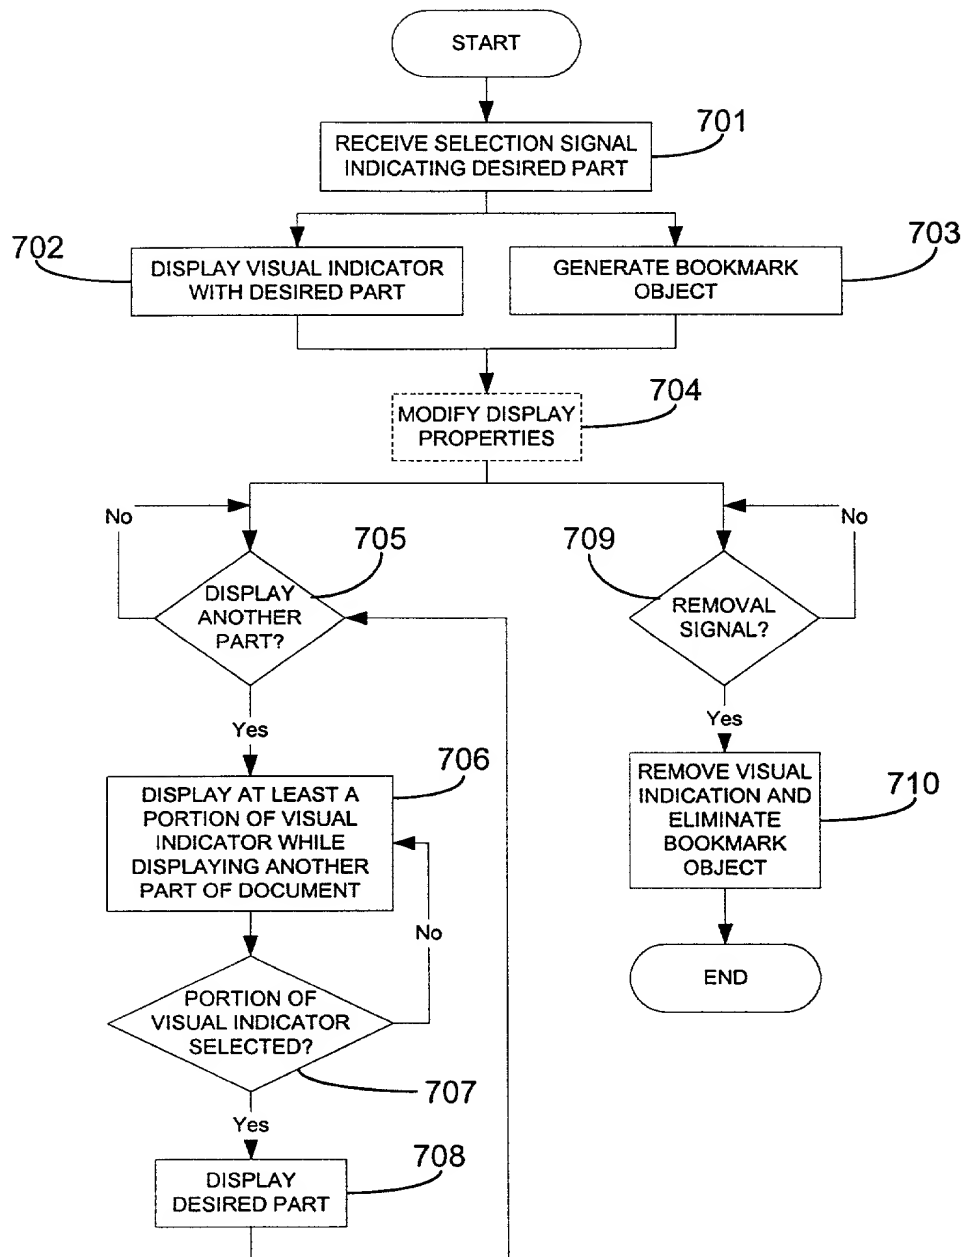 START
701
RECEIVE SELECTION SIGNAL
INDICATING DESIRED PART
702
DISPLAY VISUAL INDICATOR
WITH DESIRED PART
703
GENERATE BOOKMARK
OBJECT
704
MODIFY DISPLAY
PROPERTIES
No
705
DISPLAY
ANOTHER
PART?
709
No
REMOVAL
SIGNAL?
Yes
Yes
706
DISPLAY AT LEAST A
PORTION OF VISUAL
INDICATOR WHILE
DISPLAYING ANOTHER
PART OF DOCUMENT
710
REMOVE VISUAL
INDICATION AND
ELIMINATE
BOOKMARK
OBJECT
No
PORTION OF
VISUAL INDICATOR
SELECTED?
707
END
Yes
708
DISPLAY
DESIRED PART